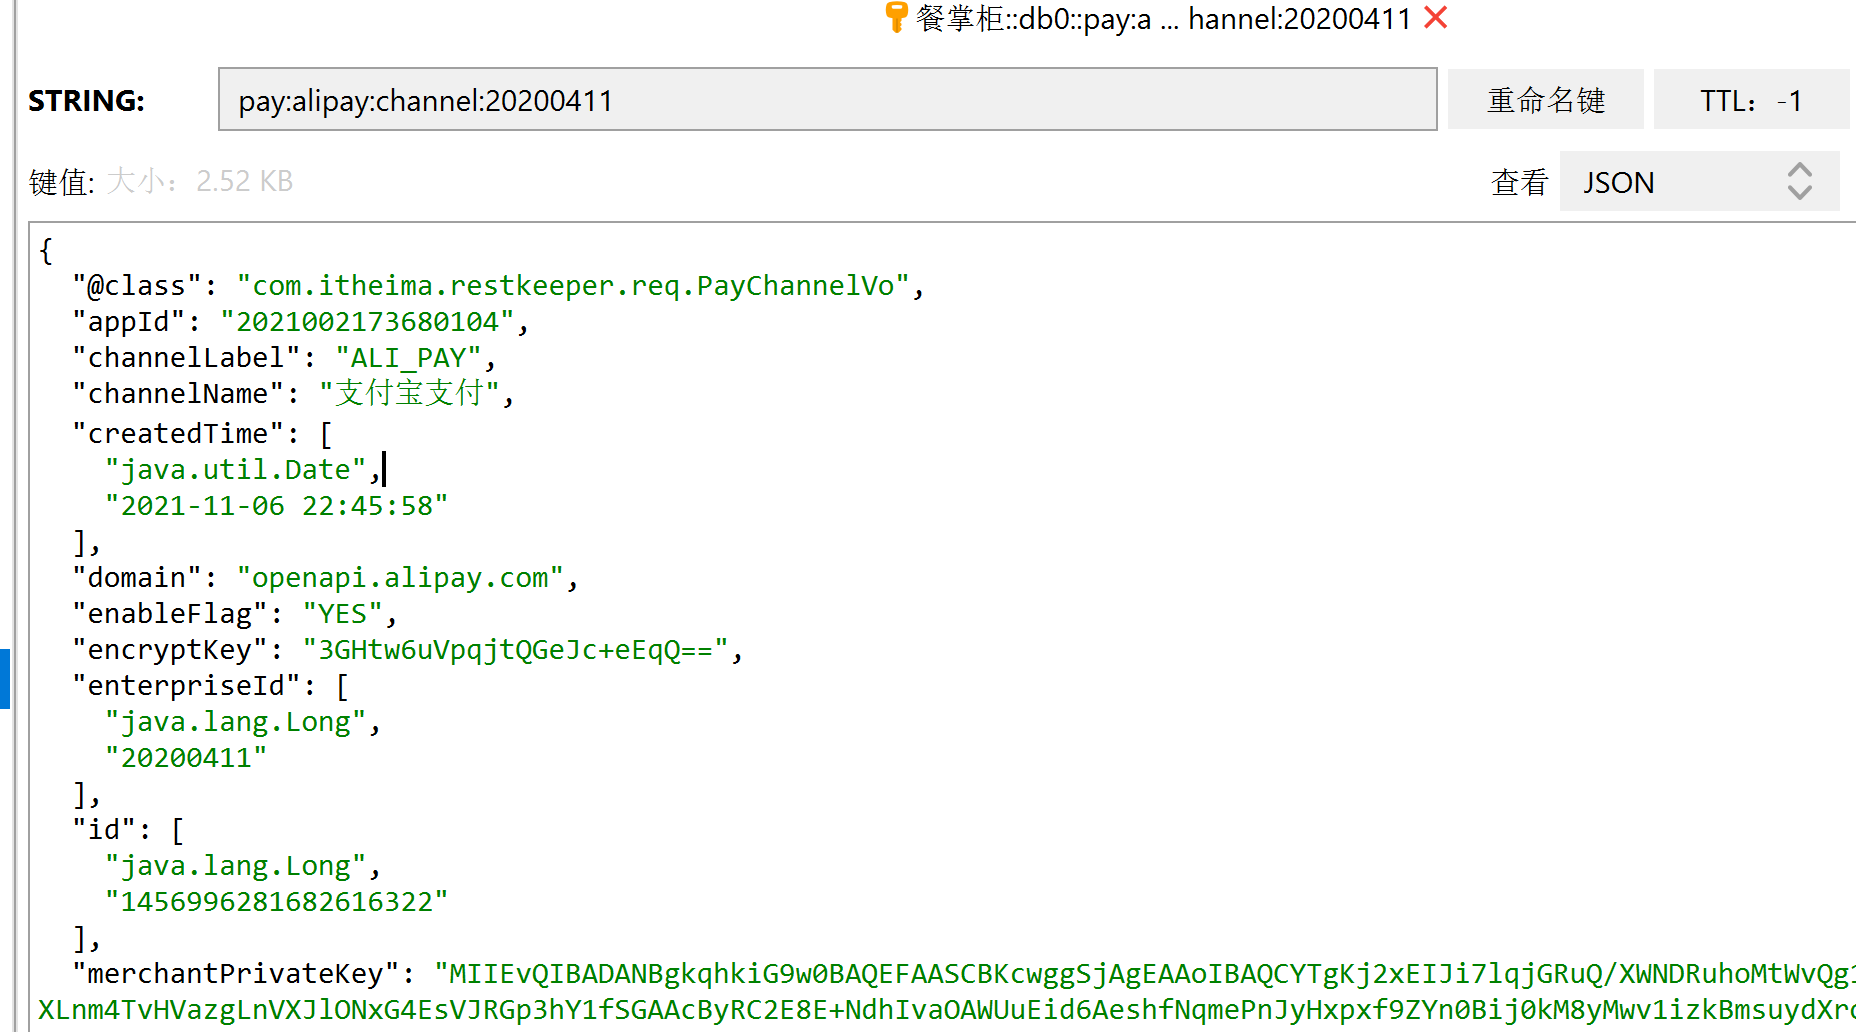 餐掌柜::db0::pay:a ... hannel:20200411
STRING: pay:alipay:channel:20200411 重命名键 TTL：-1
键值: 大小：2.52 KB 查看 JSON
{
"@class": "com.itheima.restkeeper.req.PayChannelVo",
"appId": "2021002173680104",
"channelLabel": "ALI_PAY",
"channelName": "支付宝支付",
"createdTime": [
"java.util.Date",
"2021-11-06 22:45:58"
],
"domain": "openapi.alipay.com",
"enableFlag": "YES",
"encryptKey": "3GHtw6uVpqjtQGeJc+eEqQ==",
"enterpriseId": [
"java.lang.Long",
"20200411"
],
"id": [
"java.lang.Long",
"1456996281682616322"
],
"merchantPrivateKey": "MIIEvQIBADANBgkqhkiG9w0BAQEFAASCBKcwggSjAgEAAoIBAQCYTgKj2xEIJi7lqjGRuQ/XWNDRuhoMtWvQg1
XLnm4TvHVazgLnVXJlONxG4EsVJRGp3hY1fSGAAcByRC2E8E+NdhIvaOAWUuEid6AeshfNqmePnJyHxpxf9ZYn0Bij0kM8yMwv1izkBmsuydXro